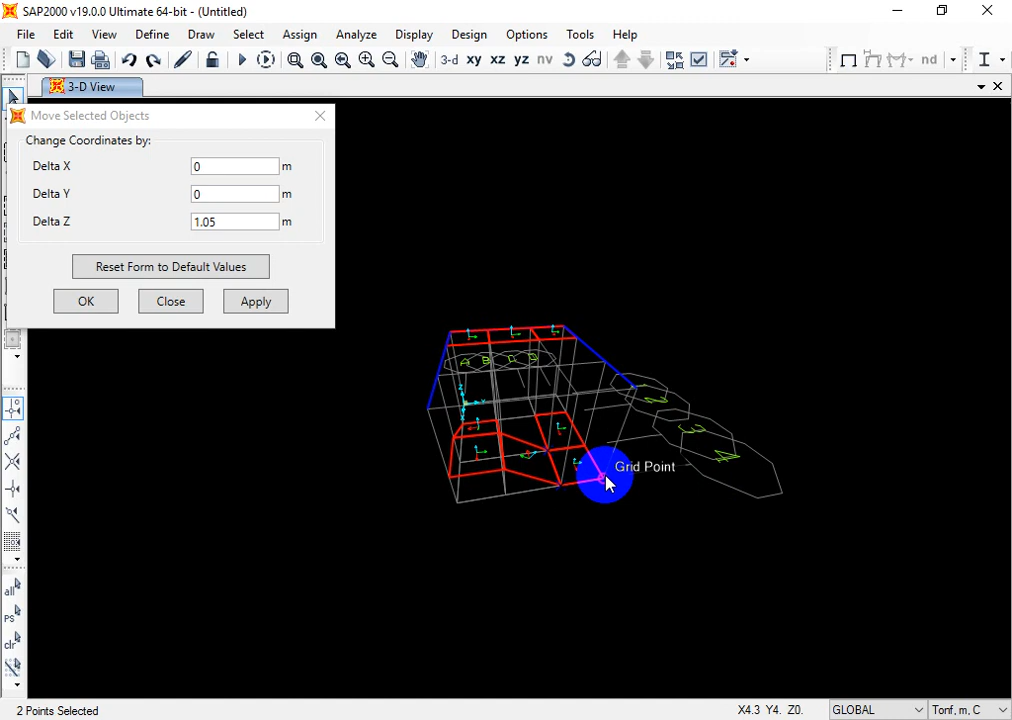 SAP2000 v19.0.0 Ultimate 64-bit - (Untitled)
File Edit View Define Draw Select Assign Analyze Display Design Options Tools Help
3-d xy xz yz nv nd
3-D View
Move Selected Objects
Change Coordinates by:
Delta X 0 m
Delta Y 0 m
Delta Z 1.05 m
Reset Form to Default Values
OK Close Apply
A B C D
Z
Y
2
3
4
Grid Point
all
PS
clr
2 Points Selected X4.3 Y4. Z0. GLOBAL Tonf, m, C